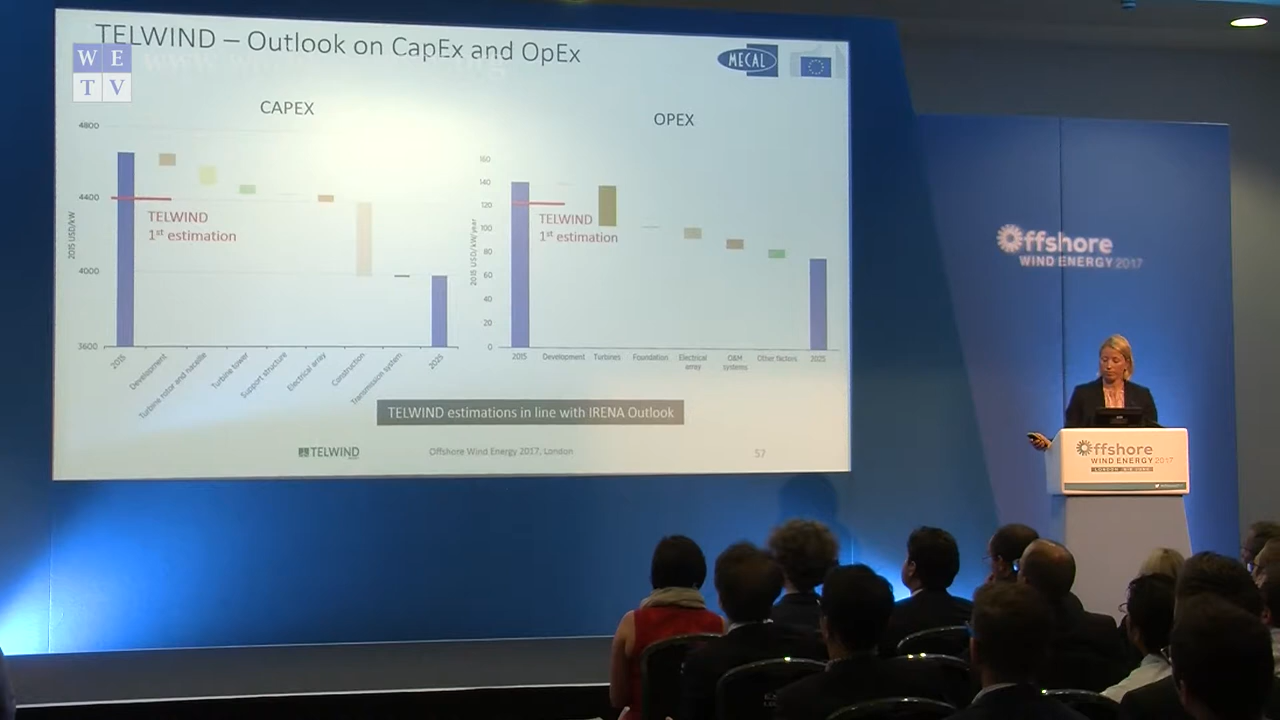 TELWIND – Outlook on CapEx and OpEx
W E
T V
MECAL
CAPEX
4800
4400
4000
3600
2015 USD/kW
TELWIND
1st estimation
2015
Development
Turbine rotor and nacelle
Turbine tower
Support structure
Electrical array
Construction
Transmission system
2025
OPEX
160
140
120
100
80
60
40
20
0
2015 USD/kW/year
TELWIND
1st estimation
2015
Development
Turbines
Foundation
Electrical array
O&M systems
Other factors
2025
TELWIND estimations in line with IRENA Outlook
TELWIND
Offshore Wind Energy 2017, London
57
Offshore
WIND ENERGY 2017
Offshore
WIND ENERGY 2017